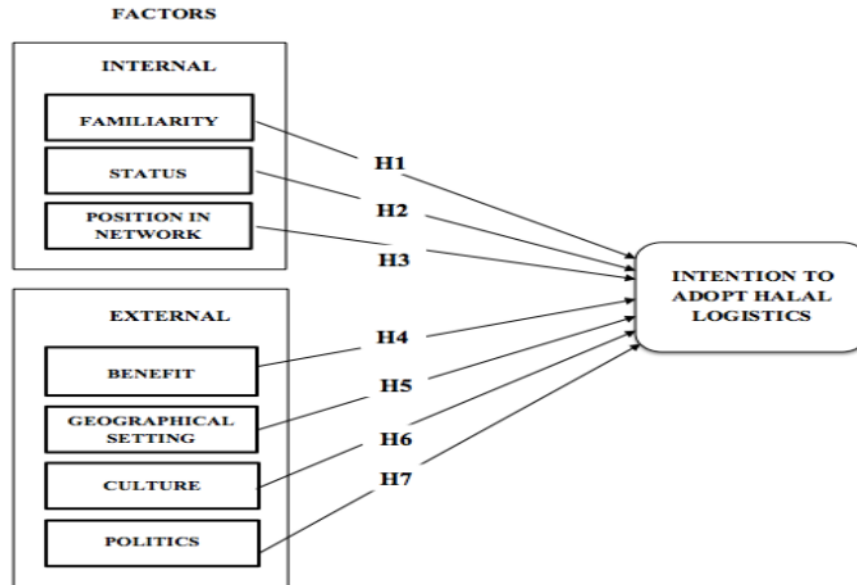 FACTORS
INTERNAL
FAMILIARITY
STATUS
POSITION IN
NETWORK
H1
H2
H3
INTENTION TO
ADOPT HALAL
LOGISTICS
EXTERNAL
BENEFIT
GEOGRAPHICAL
SETTING
CULTURE
POLITICS
H4
H5
H6
H7